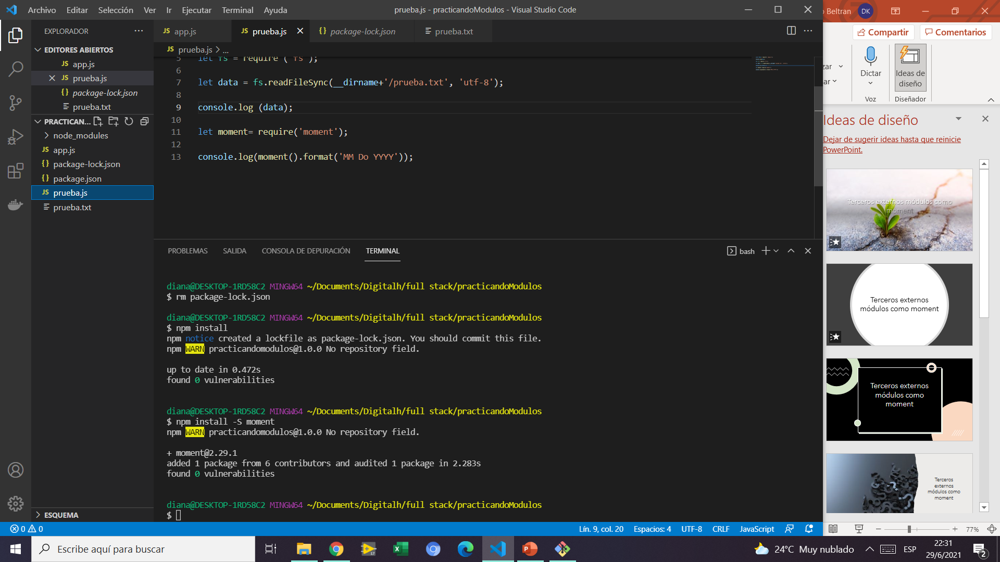 Archivo Editar Selección Ver Ir Ejecutar Terminal Ayuda
prueba.js - practicandoModulos - Visual Studio Code
EXPLORADOR
EDITORES ABIERTOS
JS app.js
JS prueba.js
{} package-lock.json
prueba.txt
PRACTICAN...
node_modules
JS app.js
{} package-lock.json
{} package.json
JS prueba.js
prueba.txt
ESQUEMA
JS app.js
JS prueba.js
{} package-lock.json
prueba.txt
JS prueba.js > ...
5 let fs = require ('fs');
6
7 let data = fs.readFileSync(__dirname+'/prueba.txt', 'utf-8');
8
9 console.log (data);
10
11 let moment= require('moment');
12
13 console.log(moment().format('MM Do YYYY'));
PROBLEMAS SALIDA CONSOLA DE DEPURACIÓN TERMINAL
bash
diana@DESKTOP-1RD58C2 MINGW64 ~/Documents/Digitalh/full stack/practicandoModulos
$ rm package-lock.json
diana@DESKTOP-1RD58C2 MINGW64 ~/Documents/Digitalh/full stack/practicandoModulos
$ npm install
npm notice created a lockfile as package-lock.json. You should commit this file.
npm WARN practicandomodulos@1.0.0 No repository field.
up to date in 0.472s
found 0 vulnerabilities
diana@DESKTOP-1RD58C2 MINGW64 ~/Documents/Digitalh/full stack/practicandoModulos
$ npm install -S moment
npm WARN practicandomodulos@1.0.0 No repository field.
+ moment@2.29.1
added 1 package from 6 contributors and audited 1 package in 2.283s
found 0 vulnerabilities
diana@DESKTOP-1RD58C2 MINGW64 ~/Documents/Digitalh/full stack/practicandoModulos
$
0 0
Lín. 9, col. 20 Espacios: 4 UTF-8 CRLF JavaScript
o Beltran DK
Compartir Comentarios
zar
ar
Dictar
Ideas de
diseño
Voz
Diseñador
Ideas de diseño
Dejar de sugerir ideas hasta que reinicie
PowerPoint.
Terceros externos módulos como
moment
Terceros externos
módulos como moment
Terceros externos
módulos como
moment
Terceros
externos
módulos como
moment
77%
Escribe aquí para buscar
17
24°C Muy nublado
ESP
22:31
29/6/2021
2